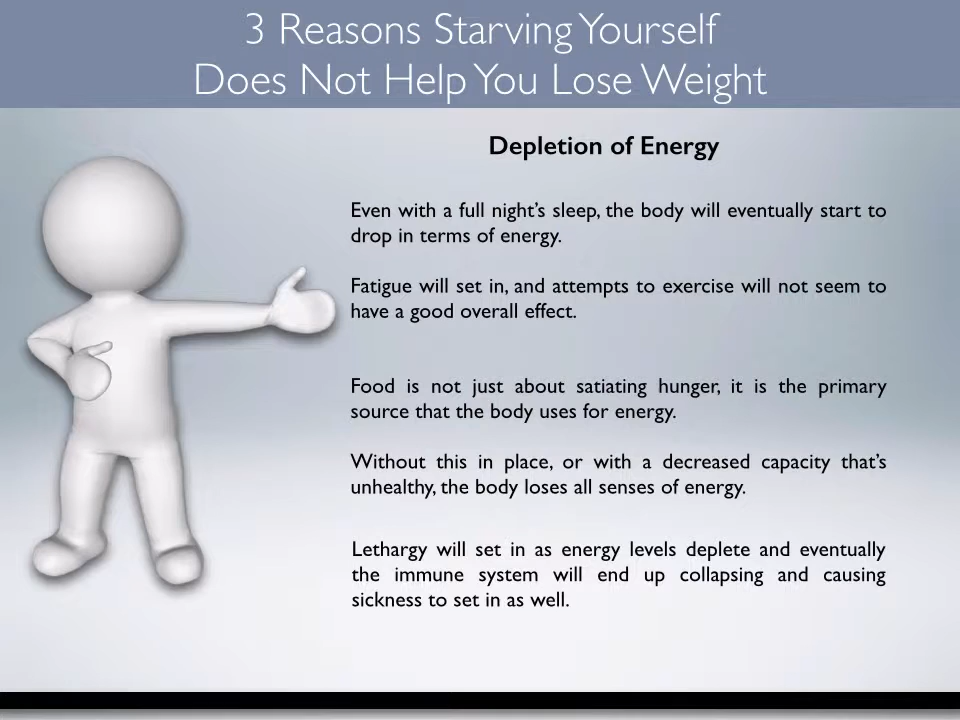 3 Reasons Starving Yourself
Does Not Help You Lose Weight
Depletion of Energy
Even with a full night's sleep, the body will eventually start to
drop in terms of energy.
Fatigue will set in, and attempts to exercise will not seem to
have a good overall effect.
Food is not just about satiating hunger, it is the primary
source that the body uses for energy.
Without this in place, or with a decreased capacity that's
unhealthy, the body loses all senses of energy.
Lethargy will set in as energy levels deplete and eventually
the immune system will end up collapsing and causing
sickness to set in as well.